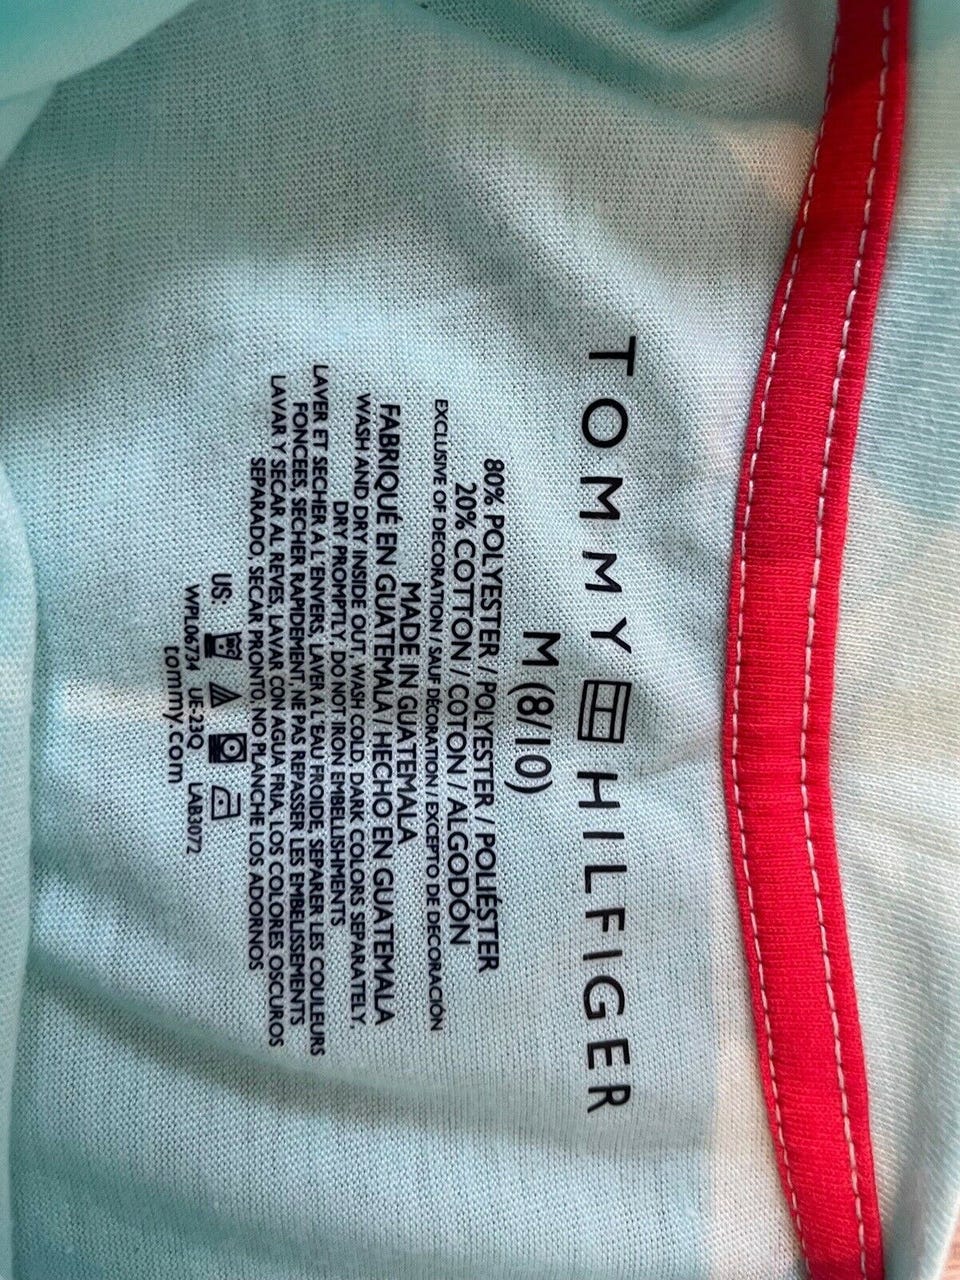 TOMMY HILFIGER
M (8/10)
80% POLYESTER / POLYESTER / POLIÉSTER
20% COTTON / COTON / ALGODÓN
EXCLUSIVE OF DECORATION / SAUF DÉCORATION / EXCEPTO DE DECORACIÓN
MADE IN GUATEMALA
FABRIQUÉ EN GUATEMALA / HECHO EN GUATEMALA
WASH AND DRY INSIDE OUT, WASH COLD, DARK COLORS SEPARATELY,
DRY PROMPTLY, DO NOT IRON EMBELLISHMENTS
LAVER ET SECHER A L'ENVERS, LAVER A L'EAU FROIDE, SEPARER LES COULEURS
FONCEES, SECHER RAPIDEMENT, NE PAS REPASSER LES EMBELLISSEMENTS
LAVAR Y SECAR AL REVES, LAVAR CON AGUA FRIA, LOS COLORES OSCUROS
SEPARADO, SECAR PRONTO, NO PLANCHE LOS ADORNOS
US:
WPL06734 UE-23Q LAB30172
tommy.com